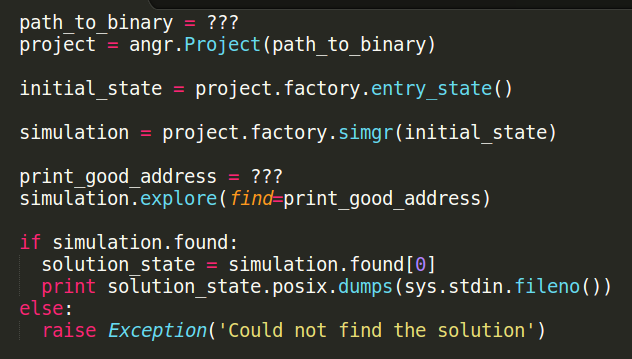 path_to_binary = ???
project = angr.Project(path_to_binary)
initial_state = project.factory.entry_state()
simulation = project.factory.simgr(initial_state)
print_good_address = ???
simulation.explore(find=print_good_address)
if simulation.found:
  solution_state = simulation.found[0]
  print solution_state.posix.dumps(sys.stdin.fileno())
else:
  raise Exception('Could not find the solution')